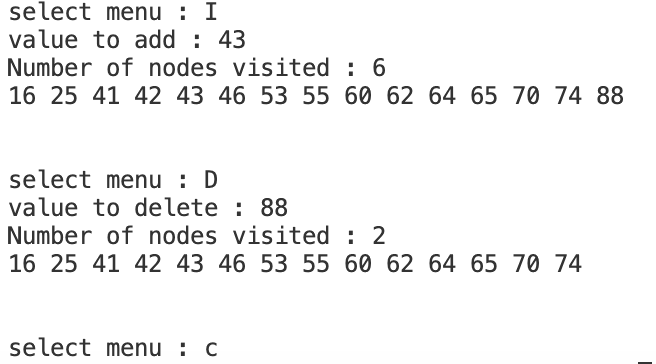 select menu : I
value to add : 43
Number of nodes visited : 6
16 25 41 42 43 46 53 55 60 62 64 65 70 74 88
select menu : D
value to delete : 88
Number of nodes visited : 2
16 25 41 42 43 46 53 55 60 62 64 65 70 74
select menu : c